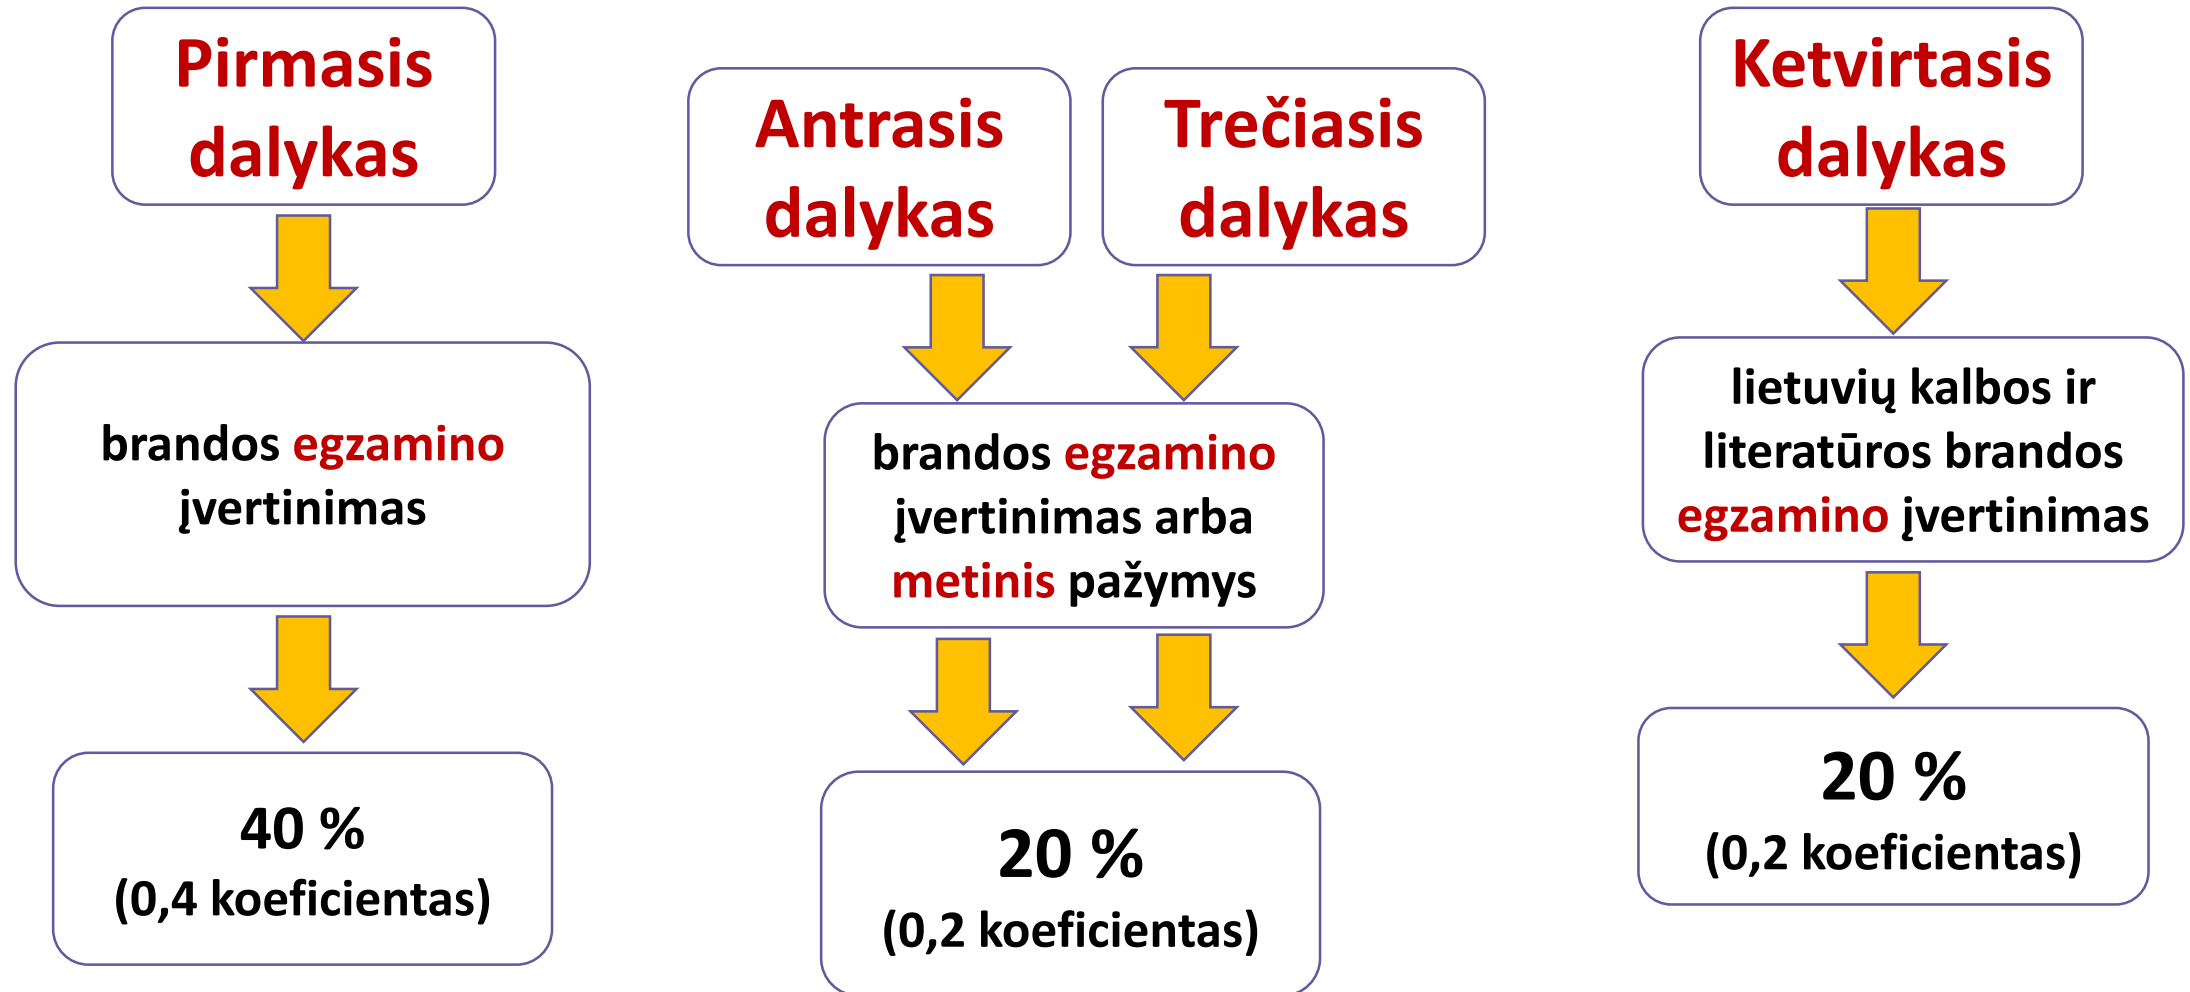 Pirmasis
dalykas
brandos egzamino
įvertinimas
40 %
(0,4 koeficientas)
Antrasis
dalykas
Trečiasis
dalykas
brandos egzamino
įvertinimas arba
metinis pažymys
20 %
(0,2 koeficientas)
Ketvirtasis
dalykas
lietuvių kalbos ir
literatūros brandos
egzamino įvertinimas
20 %
(0,2 koeficientas)